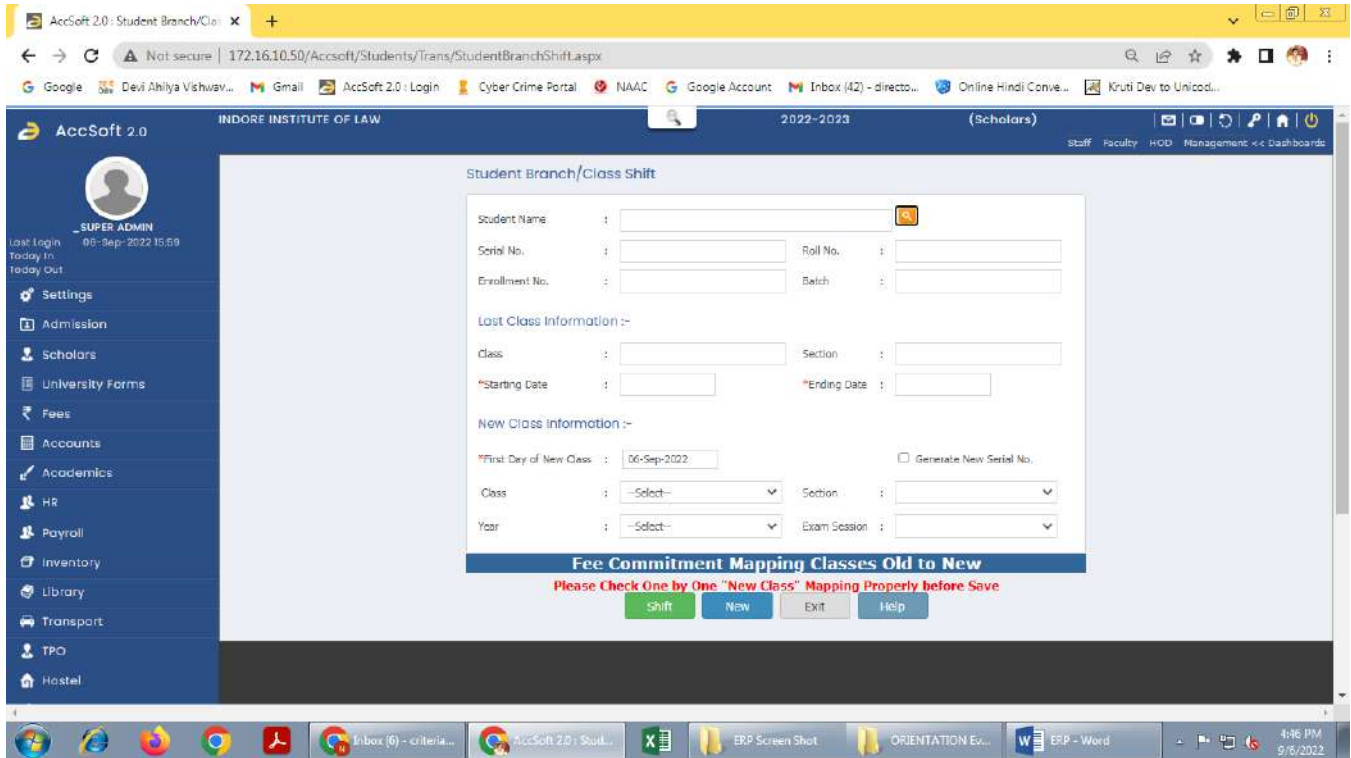 AccSoft 2.0 : Student Branch/Clas
Not secure | 172.16.10.50/Accsoft/Students/Trans/StudentBranchShift.aspx
Google Devi Ahilya Vishwav... Gmail AccSoft 2.0 : Login Cyber Crime Portal NAAC Google Account Inbox (42) - directo... Online Hindi Conve... Kruti Dev to Unicod...
AccSoft 2.0 INDORE INSTITUTE OF LAW 2022-2023 (Scholars)
Staff Faculty HOD Management << Dashboards
_SUPER ADMIN
Last Login 06-Sep-2022 15:59
Today In
Today Out
Settings
Admission
Scholars
University Forms
Fees
Accounts
Academics
HR
Payroll
Inventory
Library
Transport
TPO
Hostel
Student Branch/Class Shift
Student Name :
Serial No. : Roll No. :
Enrollment No. : Batch :
Last Class Information :-
Class : Section :
*Starting Date : *Ending Date :
New Class Information :-
*First Day of New Class : 06-Sep-2022 Generate New Serial No.
Class : --Select-- Section :
Year : --Select-- Exam Session :
Fee Commitment Mapping Classes Old to New
Please Check One by One "New Class" Mapping Properly before Save
Shift New Exit Help
Inbox (6) - criteria... AccSoft 2.0 : Stud... ERP Screen Shot ORIENTATION Ev... ERP - Word
4:46 PM
9/6/2022